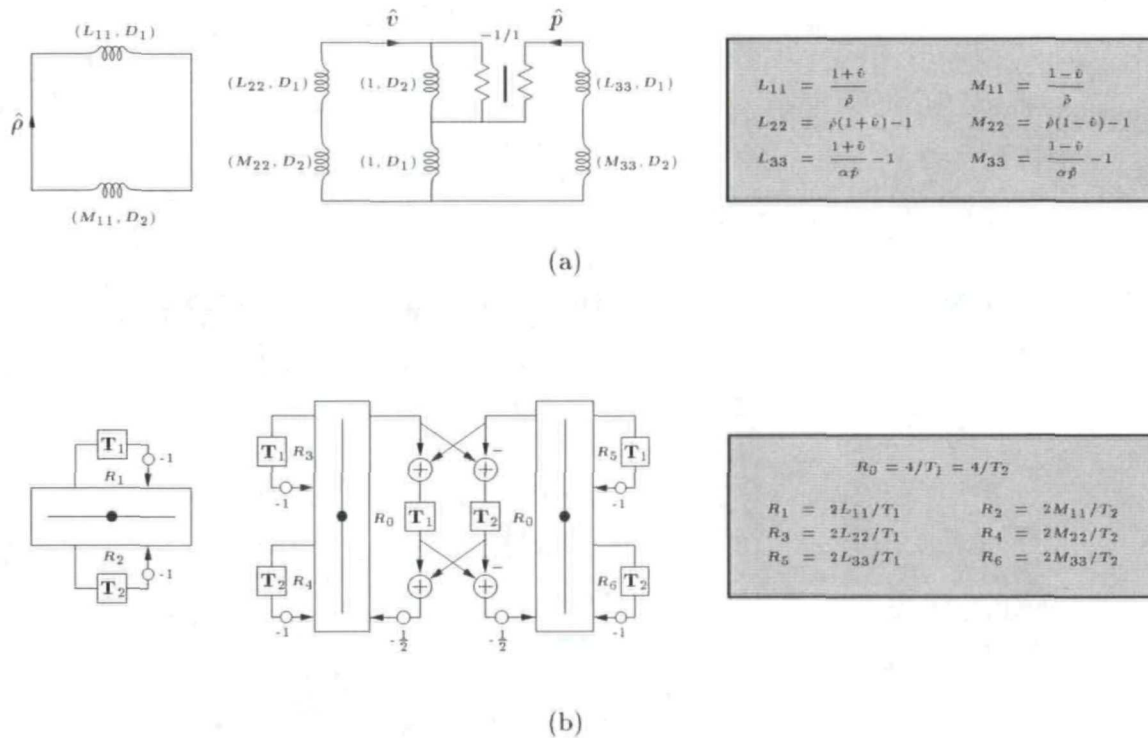 (L₁₁, D₁)
ρ̂
(M₁₁, D₂)
v̂
-1/1
p̂
(L₂₂, D₁)
(1, D₂)
(L₃₃, D₁)
(M₂₂, D₂)
(1, D₁)
(M₃₃, D₂)
L₁₁ = (1+v̂)/ρ̂
M₁₁ = (1-v̂)/ρ̂
L₂₂ = ρ̂(1+v̂)-1
M₂₂ = ρ̂(1-v̂)-1
L₃₃ = (1+v̂)/(αp̂) -1
M₃₃ = (1-v̂)/(αp̂) -1
(a)
T₁
-1
R₁
R₂
T₂
-1
T₁
R₃
-1
T₂
R₄
-1
R₀
+
+
-
T₁
T₂
+
+
-
-1/2
-1/2
R₀
R₅
T₁
-1
R₆
T₂
-1
R₀ = 4/T₁ = 4/T₂
R₁ = 2L₁₁/T₁
R₂ = 2M₁₁/T₂
R₃ = 2L₂₂/T₁
R₄ = 2M₂₂/T₂
R₅ = 2L₃₃/T₁
R₆ = 2M₃₃/T₂
(b)